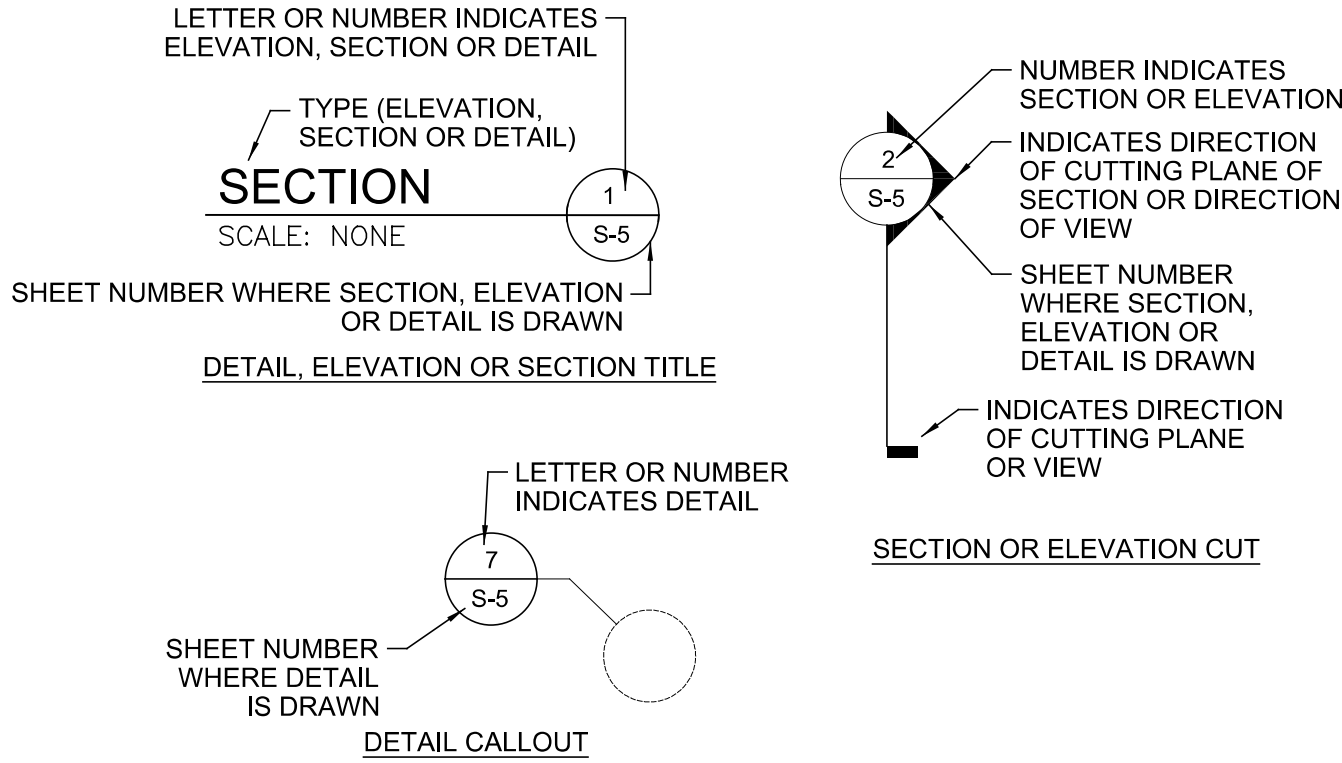 LETTER OR NUMBER INDICATES
ELEVATION, SECTION OR DETAIL
TYPE (ELEVATION,
SECTION OR DETAIL)
SECTION
SCALE: NONE
1
S-5
SHEET NUMBER WHERE SECTION, ELEVATION
OR DETAIL IS DRAWN
DETAIL, ELEVATION OR SECTION TITLE
LETTER OR NUMBER
INDICATES DETAIL
7
S-5
SHEET NUMBER
WHERE DETAIL
IS DRAWN
DETAIL CALLOUT
NUMBER INDICATES
SECTION OR ELEVATION
2
S-5
INDICATES DIRECTION
OF CUTTING PLANE OF
SECTION OR DIRECTION
OF VIEW
SHEET NUMBER
WHERE SECTION,
ELEVATION OR
DETAIL IS DRAWN
INDICATES DIRECTION
OF CUTTING PLANE
OR VIEW
SECTION OR ELEVATION CUT